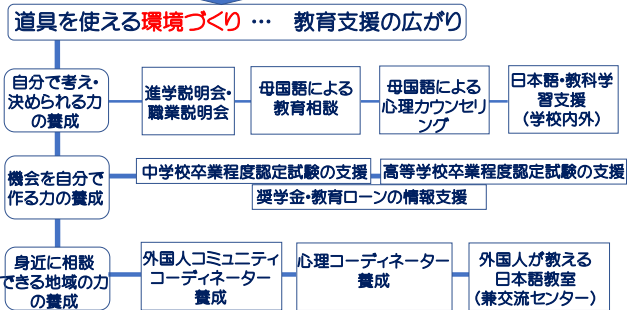 道具を使える環境づくり … 教育支援の広がり
自分で考え・
決められる力
の養成
進学説明会・
職業説明会
母国語による
教育相談
母国語による
心理カウンセリ
ング
日本語・教科学
習支援
（学校内外）
機会を自分で
作る力の養成
中学校卒業程度認定試験の支援
高等学校卒業程度認定試験の支援
奨学金・教育ローンの情報支援
身近に相談
できる地域の力
の養成
外国人コミュニティ
コーディネーター
養成
心理コーディネーター
養成
外国人が教える
日本語教室
（兼交流センター）